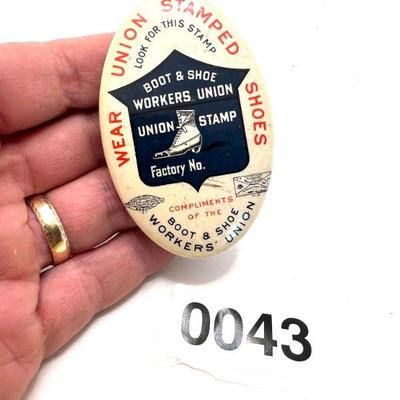 WEAR UNION STAMPED SHOES
LOOK FOR THIS STAMP
BOOT & SHOE
WORKERS UNION
UNION STAMP
Factory No.
COMPLIMENTS
OF THE
BOOT & SHOE
WORKERS' UNION
0043